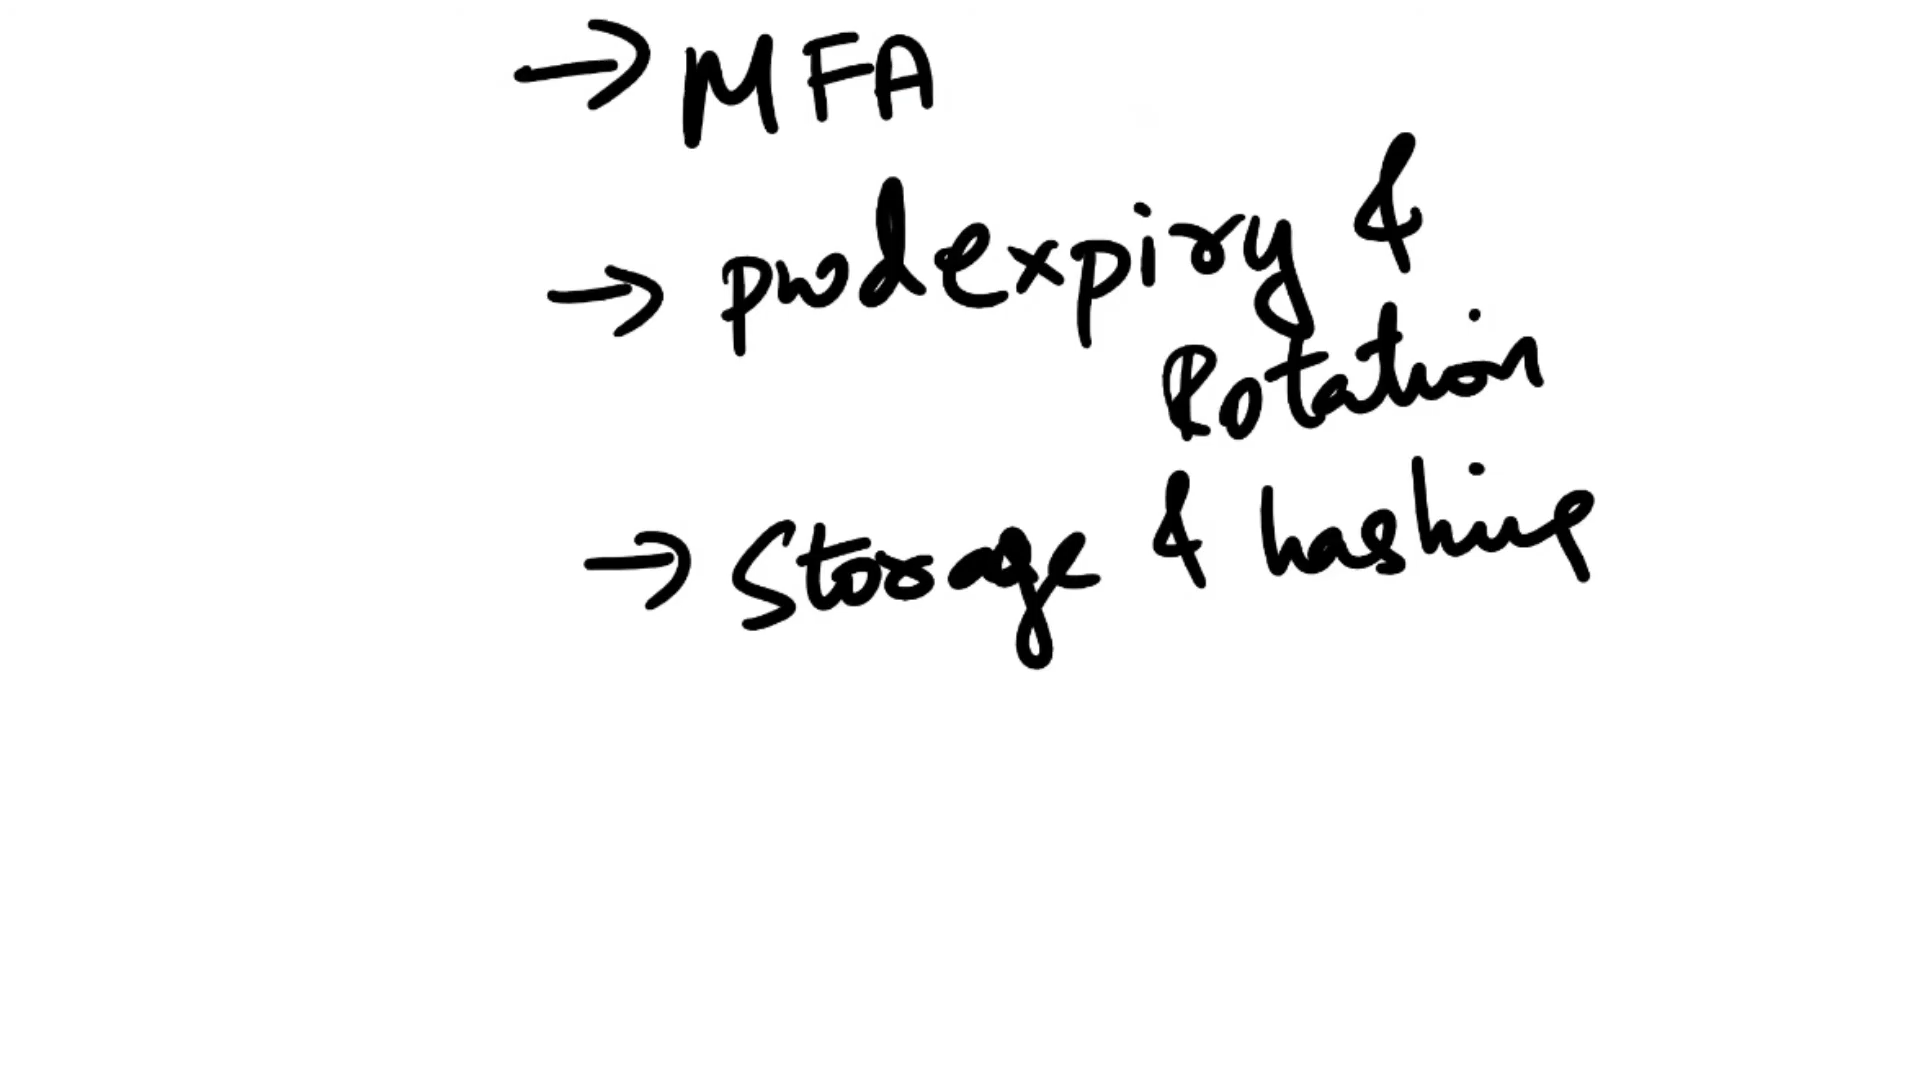 → MFA
→ pwd expiry &
Rotation
→ Storage & hashing